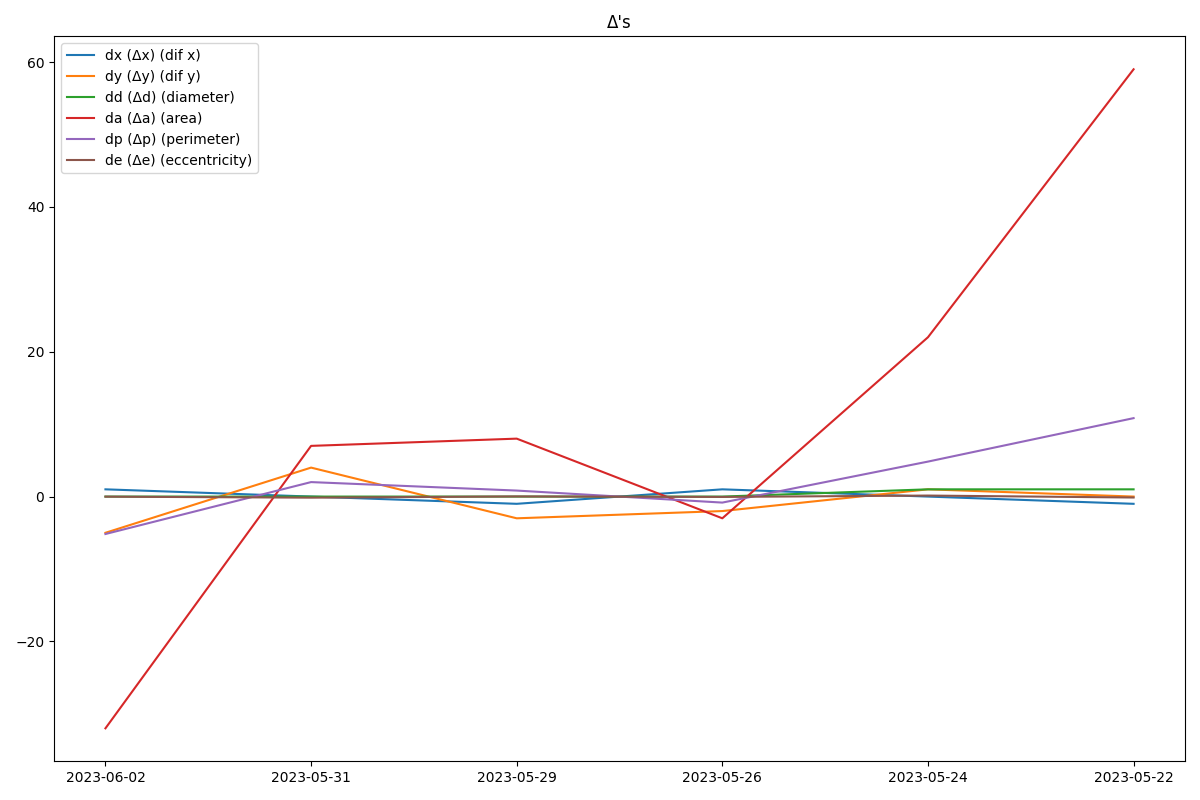 Δ's
dx (Δx) (dif x)
dy (Δy) (dif y)
dd (Δd) (diameter)
da (Δa) (area)
dp (Δp) (perimeter)
de (Δe) (eccentricity)
60
40
20
0
−20
2023-06-02 2023-05-31 2023-05-29 2023-05-26 2023-05-24 2023-05-22